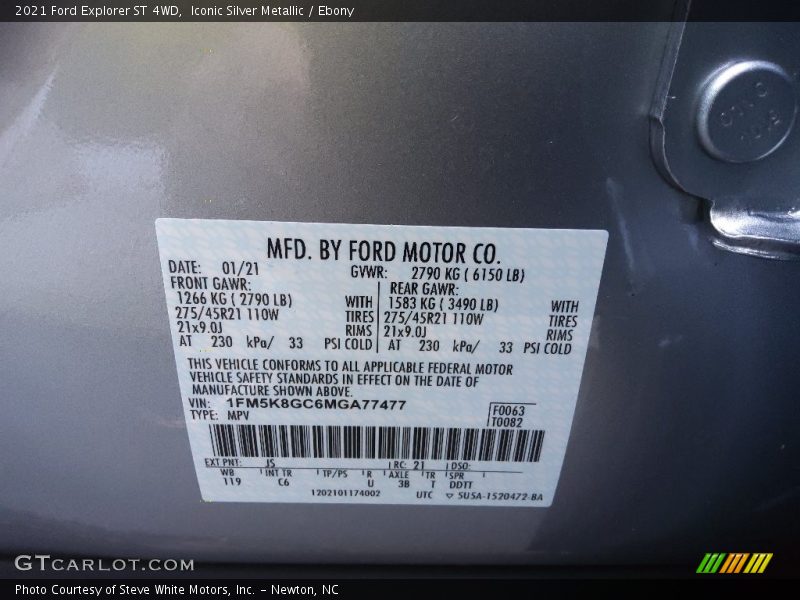 2021 Ford Explorer ST 4WD, Iconic Silver Metallic / Ebony
MFD. BY FORD MOTOR CO.
DATE: 01/21 GVWR: 2790 KG ( 6150 LB)
FRONT GAWR: REAR GAWR:
1266 KG ( 2790 LB) WITH 1583 KG ( 3490 LB) WITH
275/45R21 110W TIRES 275/45R21 110W TIRES
21x9.0J RIMS 21x9.0J RIMS
AT 230 kPa/ 33 PSI COLD AT 230 kPa/ 33 PSI COLD
THIS VEHICLE CONFORMS TO ALL APPLICABLE FEDERAL MOTOR
VEHICLE SAFETY STANDARDS IN EFFECT ON THE DATE OF
MANUFACTURE SHOWN ABOVE.
VIN: 1FM5K8GC6MGA77477 F0063
TYPE: MPV T0082
EXT PNT: JS RC: 21 DSO:
WB INT TR TP/PS R AXLE TR SPR
119 C6 U 3B T DDTT
1202101174002 UTC ▽ 5U5A-1520472-BA
GTCARLOT.COM
Photo Courtesy of Steve White Motors, Inc. – Newton, NC